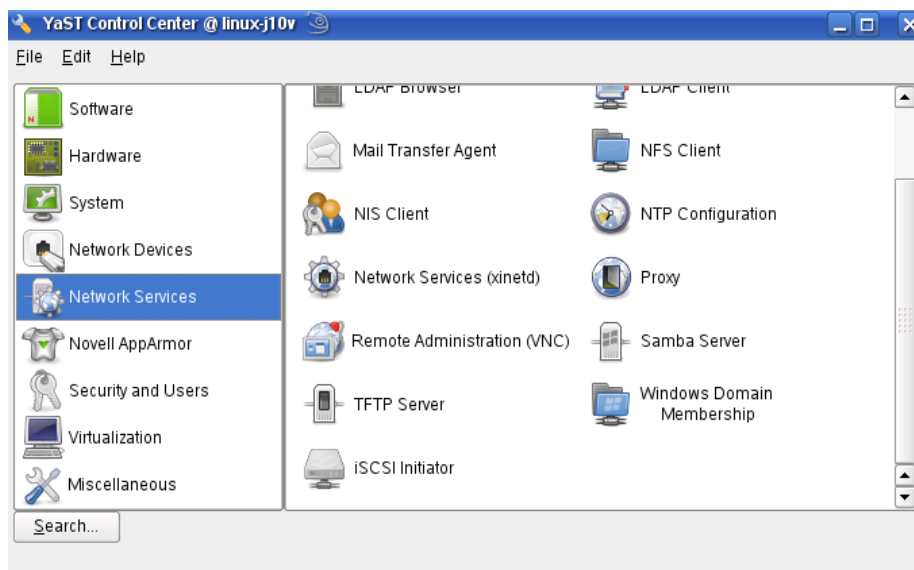 YaST Control Center @ linux-j10v
File Edit Help
Software
Hardware
System
Network Devices
Network Services
Novell AppArmor
Security and Users
Virtualization
Miscellaneous
LDAP Browser
LDAP Client
Mail Transfer Agent
NFS Client
NIS Client
NTP Configuration
Network Services (xinetd)
Proxy
Remote Administration (VNC)
Samba Server
TFTP Server
Windows Domain
Membership
iSCSI Initiator
Search...